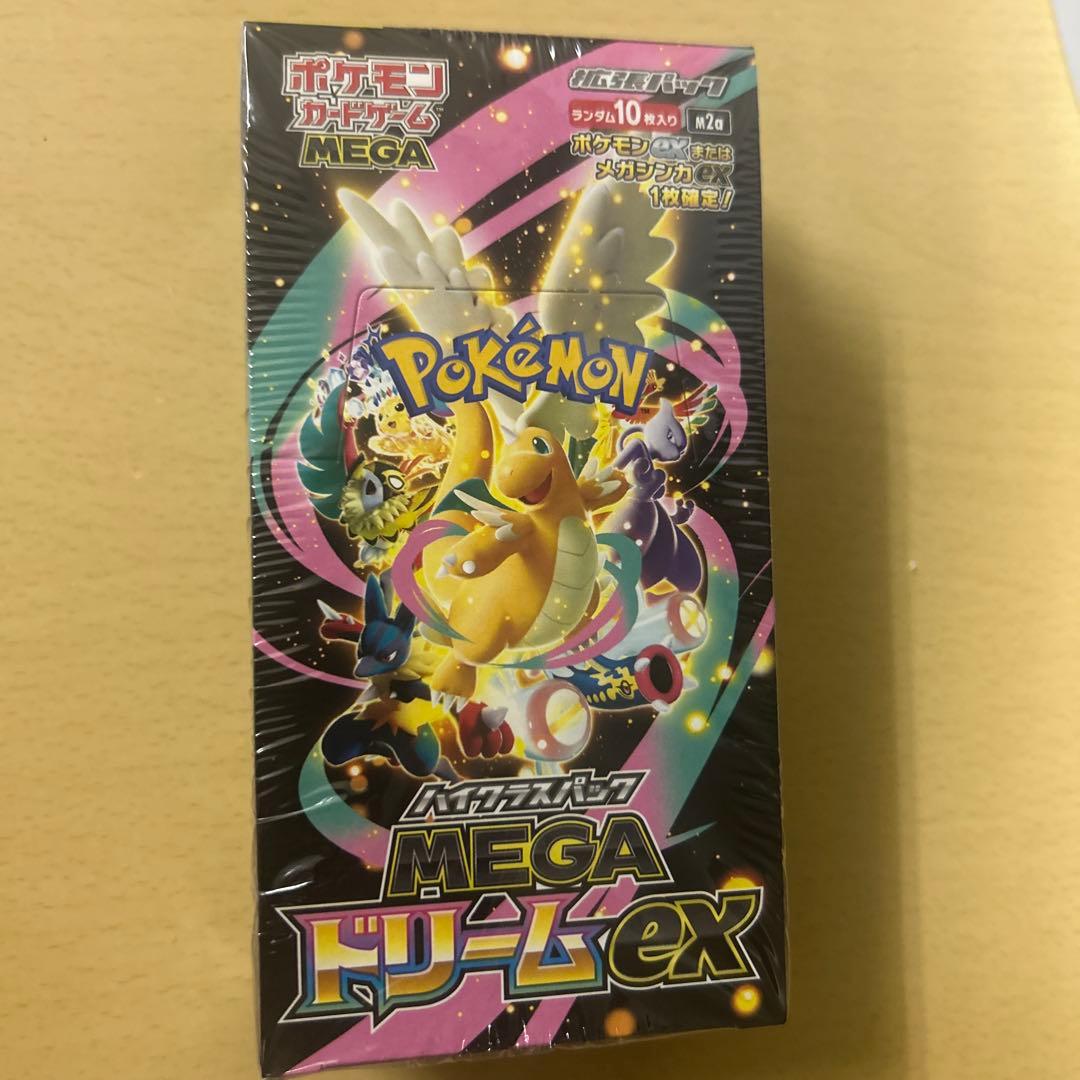 ポケモン
カードゲーム™
MEGA
拡張パック
ランダム10枚入り M2a
ポケモンexまたは
メガシンカex
1枚確定!
POKÉMON
TM
ハイクラスパック
MEGA
ドリームex